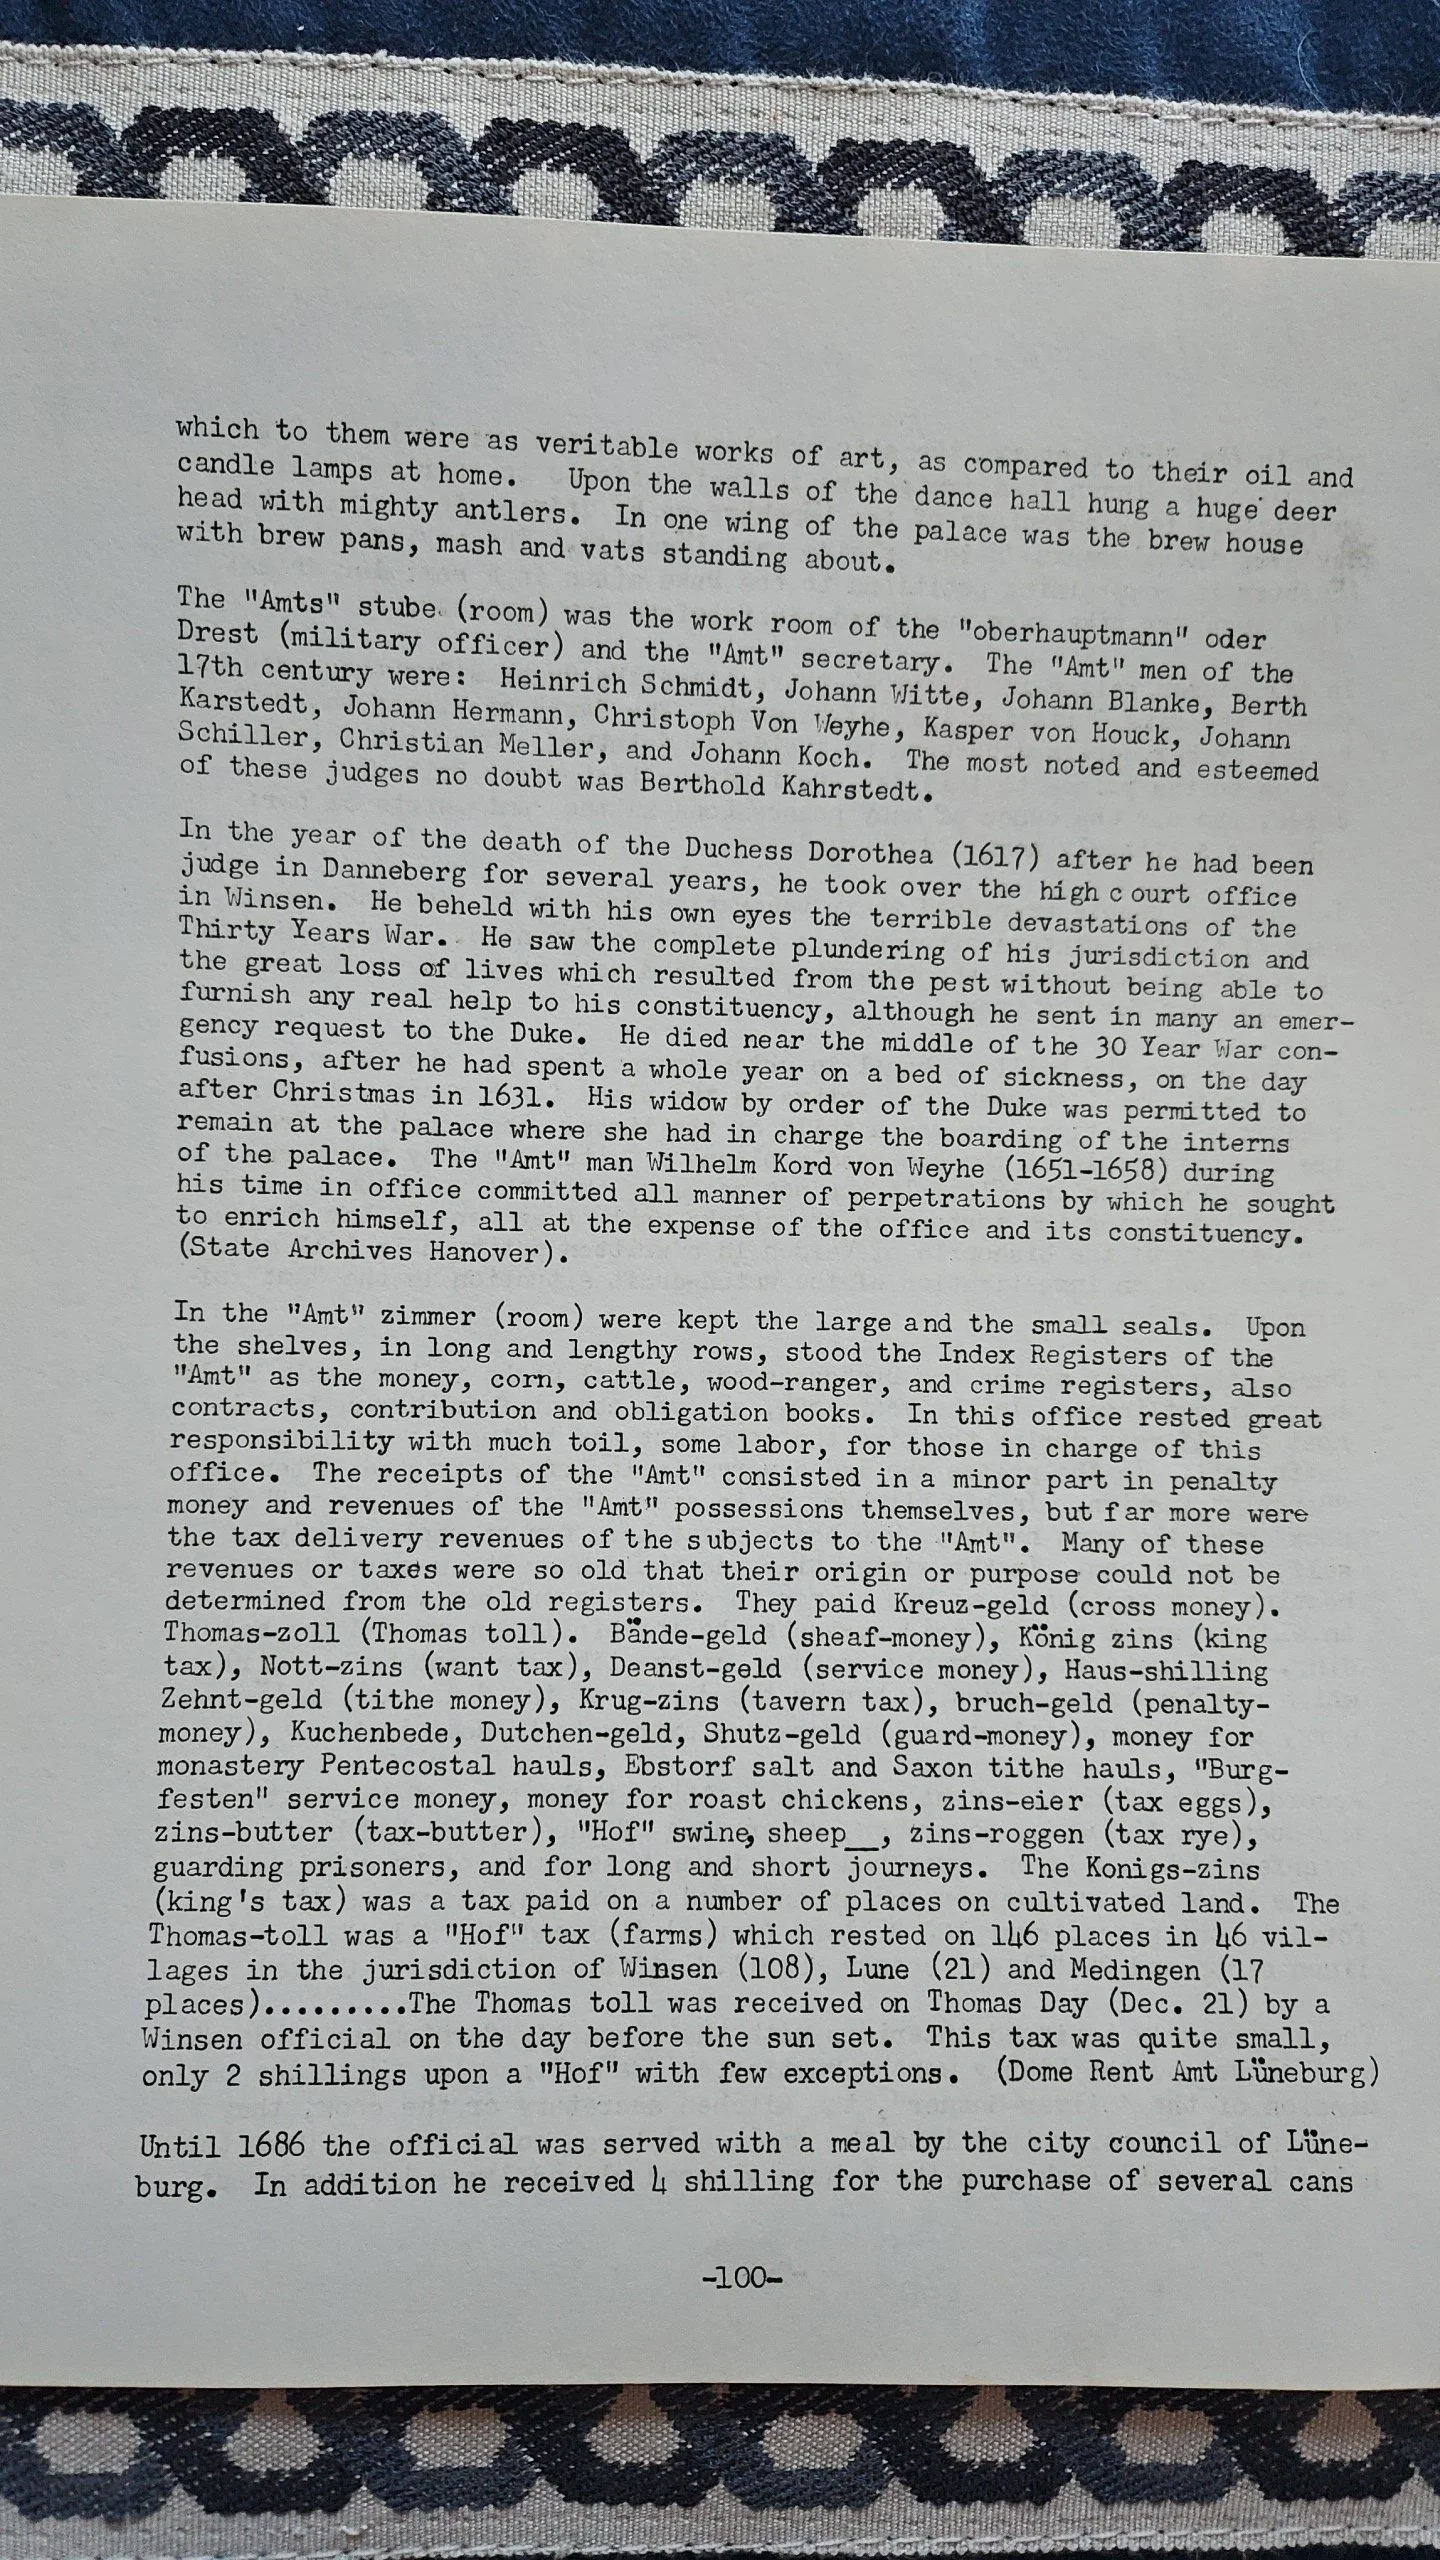 which to them were as veritable works of art, as compared to their oil and
candle lamps at home. Upon the walls of the dance hall hung a huge deer
head with mighty antlers. In one wing of the palace was the brew house
with brew pans, mash and vats standing about.
The "Amts" stube (room) was the work room of the "oberhauptmann" oder
Drest (military officer) and the "Amt" secretary. The "Amt" men of the
17th century were: Heinrich Schmidt, Johann Witte, Johann Blanke, Berth
Karstedt, Johann Hermann, Christoph Von Weyhe, Kasper von Houck, Johann
Schiller, Christian Meller, and Johann Koch. The most noted and esteemed
of these judges no doubt was Berthold Kahrstedt.
In the year of the death of the Duchess Dorothea (1617) after he had been
judge in Danneberg for several years, he took over the high court office
in Winsen. He beheld with his own eyes the terrible devastations of the
Thirty Years War. He saw the complete plundering of his jurisdiction and
the great loss of lives which resulted from the pest without being able to
furnish any real help to his constituency, although he sent in many an emer-
gency request to the Duke. He died near the middle of the 30 Year War con-
fusions, after he had spent a whole year on a bed of sickness, on the day
after Christmas in 1631. His widow by order of the Duke was permitted to
remain at the palace where she had in charge the boarding of the interns
of the palace. The "Amt" man Wilhelm Kord von Weyhe (1651-1658) during
his time in office committed all manner of perpetrations by which he sought
to enrich himself, all at the expense of the office and its constituency.
(State Archives Hanover).
In the "Amt" zimmer (room) were kept the large and the small seals. Upon
the shelves, in long and lengthy rows, stood the Index Registers of the
"Amt" as the money, corn, cattle, wood-ranger, and crime registers, also
contracts, contribution and obligation books. In this office rested great
responsibility with much toil, some labor, for those in charge of this
office. The receipts of the "Amt" consisted in a minor part in penalty
money and revenues of the "Amt" possessions themselves, but far more were
the tax delivery revenues of the subjects to the "Amt". Many of these
revenues or taxes were so old that their origin or purpose could not be
determined from the old registers. They paid Kreuz-geld (cross money).
Thomas-zoll (Thomas toll). Bände-geld (sheaf-money), König zins (king
tax), Nott-zins (want tax), Deanst-geld (service money), Haus-shilling
Zehnt-geld (tithe money), Krug-zins (tavern tax), bruch-geld (penalty-
money), Kuchenbede, Dutchen-geld, Shutz-geld (guard-money), money for
monastery Pentecostal hauls, Ebstorf salt and Saxon tithe hauls, "Burg-
festen" service money, money for roast chickens, zins-eier (tax eggs),
zins-butter (tax-butter), "Hof" swine, sheep__, zins-roggen (tax rye),
guarding prisoners, and for long and short journeys. The Konigs-zins
(king's tax) was a tax paid on a number of places on cultivated land. The
Thomas-toll was a "Hof" tax (farms) which rested on 146 places in 46 vil-
lages in the jurisdiction of Winsen (108), Lune (21) and Medingen (17
places).........The Thomas toll was received on Thomas Day (Dec. 21) by a
Winsen official on the day before the sun set. This tax was quite small,
only 2 shillings upon a "Hof" with few exceptions. (Dome Rent Amt Lüneburg)
Until 1686 the official was served with a meal by the city council of Lüne-
burg. In addition he received 4 shilling for the purchase of several cans
-100-